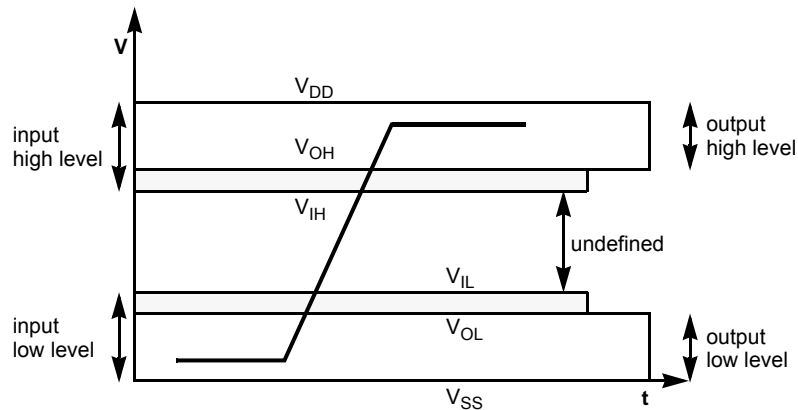 V
V_DD
input
high level
V_OH
output
high level
V_IH
undefined
V_IL
input
low level
V_OL
output
low level
V_SS
t